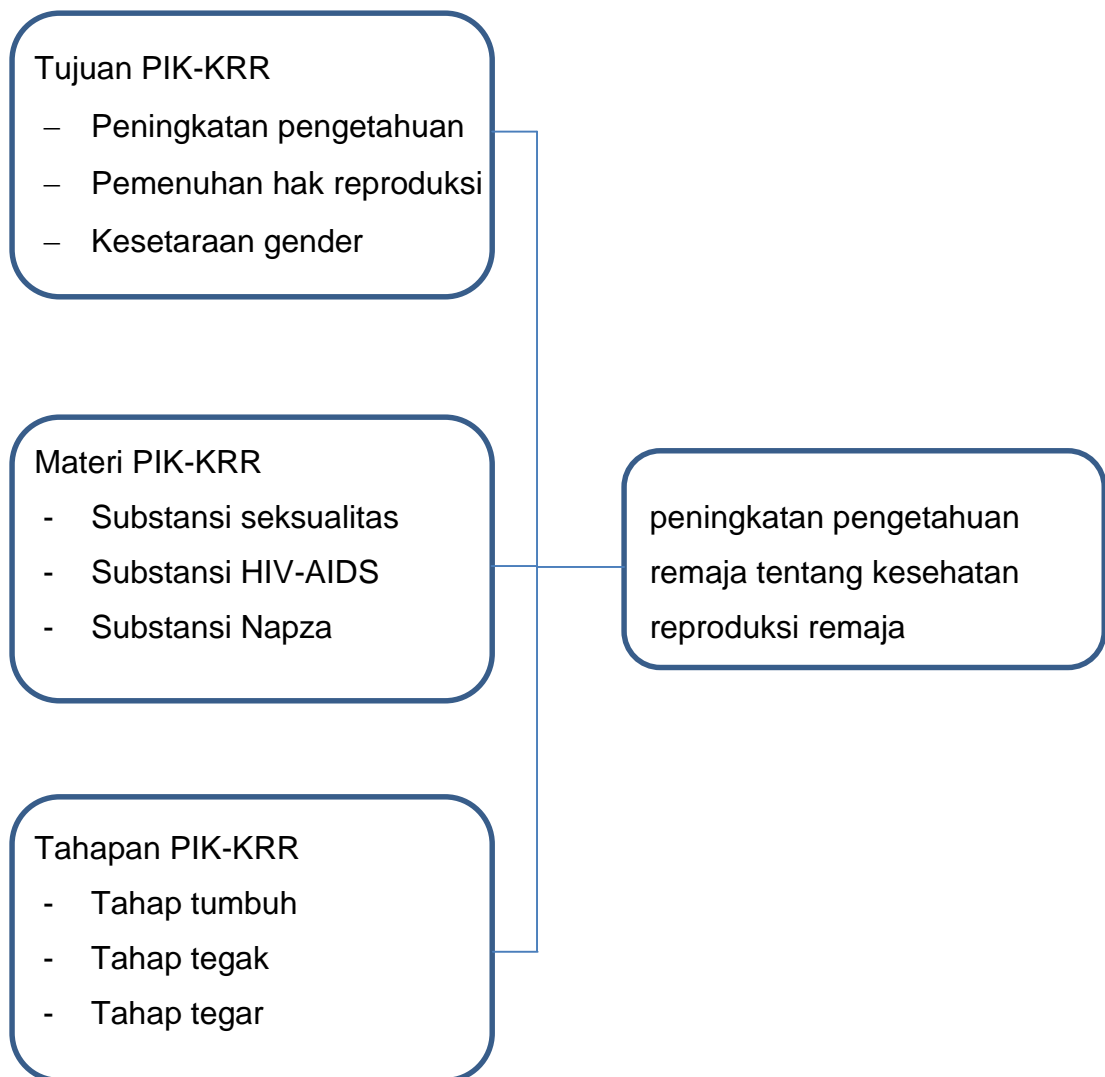 Tujuan PIK-KRR
– Peningkatan pengetahuan
– Pemenuhan hak reproduksi
– Kesetaraan gender
Materi PIK-KRR
- Substansi seksualitas
- Substansi HIV-AIDS
- Substansi Napza
peningkatan pengetahuan
remaja tentang kesehatan
reproduksi remaja
Tahapan PIK-KRR
- Tahap tumbuh
- Tahap tegak
- Tahap tegar